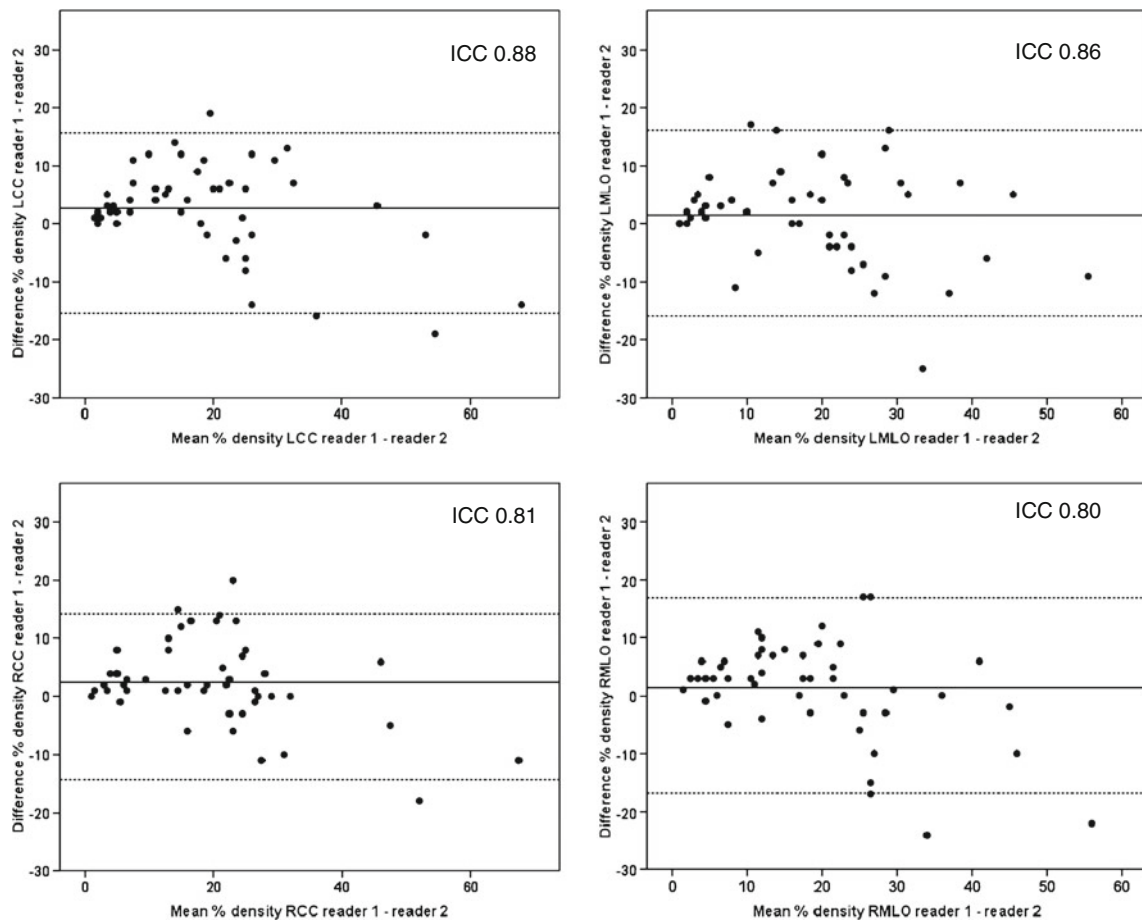 ICC 0.88
Difference % density LCC reader 1 - reader 2
30
20
10
0
-10
-20
-30
0 20 40 60
Mean % density LCC reader 1 - reader 2
ICC 0.86
Difference % density LMLO reader 1 - reader 2
30
20
10
0
-10
-20
-30
0 10 20 30 40 50 60
Mean % density LMLO reader 1 - reader 2
ICC 0.81
Difference % density RCC reader 1 - reader 2
30
20
10
0
-10
-20
-30
0 20 40 60
Mean % density RCC reader 1 - reader 2
ICC 0.80
Difference % density RMLO reader 1 - reader 2
30
20
10
0
-10
-20
-30
0 10 20 30 40 50 60
Mean % density RMLO reader 1 - reader 2